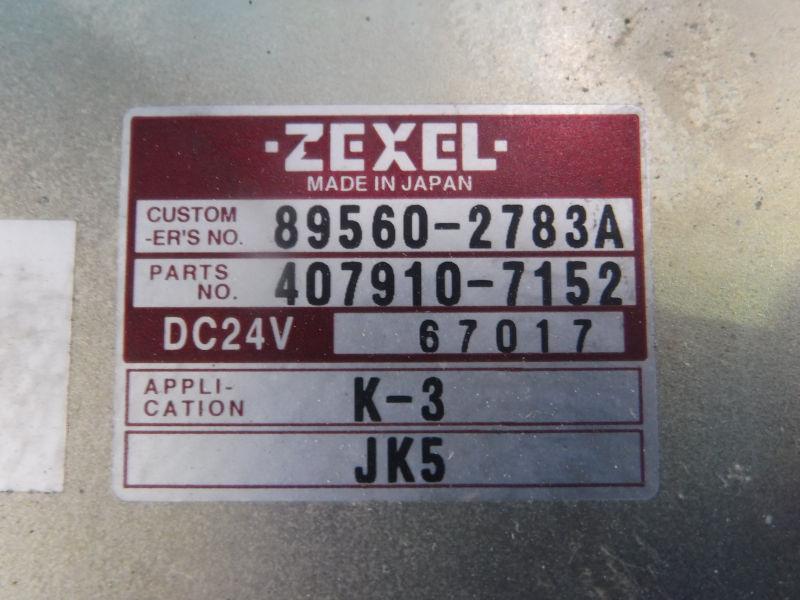 ·ZEXEL·
MADE IN JAPAN
CUSTOM
-ER'S NO. 89560-2783A
PARTS
NO. 407910-7152
DC24V 67017
APPLI-
CATION K-3
JK5